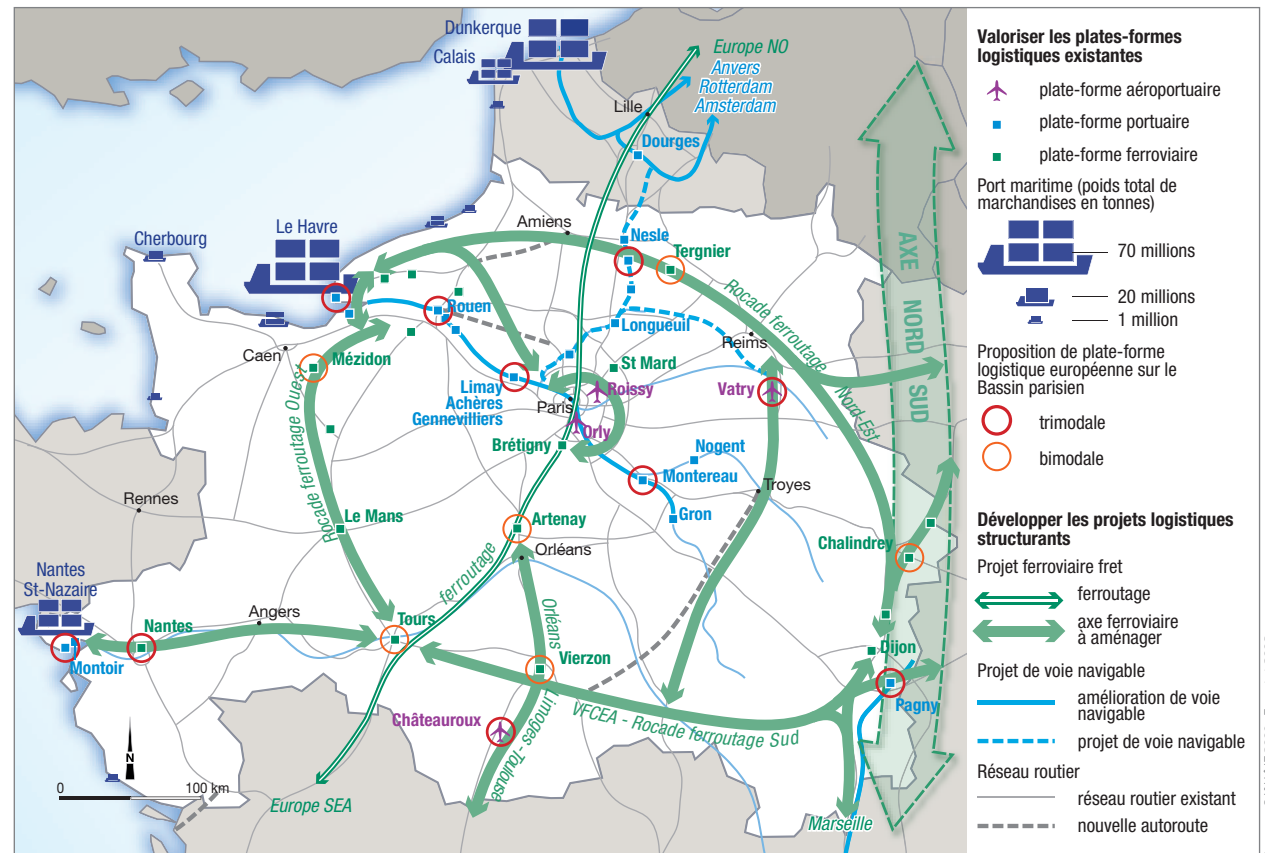 Dunkerque
Calais
Europe NO
Anvers
Rotterdam
Amsterdam
Lille
Dourges
Amiens
Nesle
Tergnier
Cherbourg
Le Havre
Rouen
Longueuil
Reims
Rocade ferroutage
Nord-Est
AXE NORD SUD
Caen
Mézidon
St Mard
Limay
Achères
Gennevilliers
Paris
Roissy
Vatry
Orly
Brétigny
Nogent
Montereau
Troyes
Gron
Rocade ferroutage Ouest
Rennes
Le Mans
Artenay
Orléans
Chalindrey
ferroutage
Nantes
St-Nazaire
Nantes
Angers
Tours
Orléans
Vierzon
Dijon
Montoir
Pagny
Châteauroux
Limoges - Toulouse
VFCEA - Rocade ferroutage Sud
N
0 100 km
Europe SEA
Marseille
Valoriser les plates-formes
logistiques existantes
plate-forme aéroportuaire
plate-forme portuaire
plate-forme ferroviaire
Port maritime (poids total de
marchandises en tonnes)
70 millions
20 millions
1 million
Proposition de plate-forme
logistique européenne sur le
Bassin parisien
trimodale
bimodale
Développer les projets logistiques
structurants
Projet ferroviaire fret
ferroutage
axe ferroviaire
à aménager
Projet de voie navigable
amélioration de voie
navigable
projet de voie navigable
Réseau routier
réseau routier existant
nouvelle autoroute